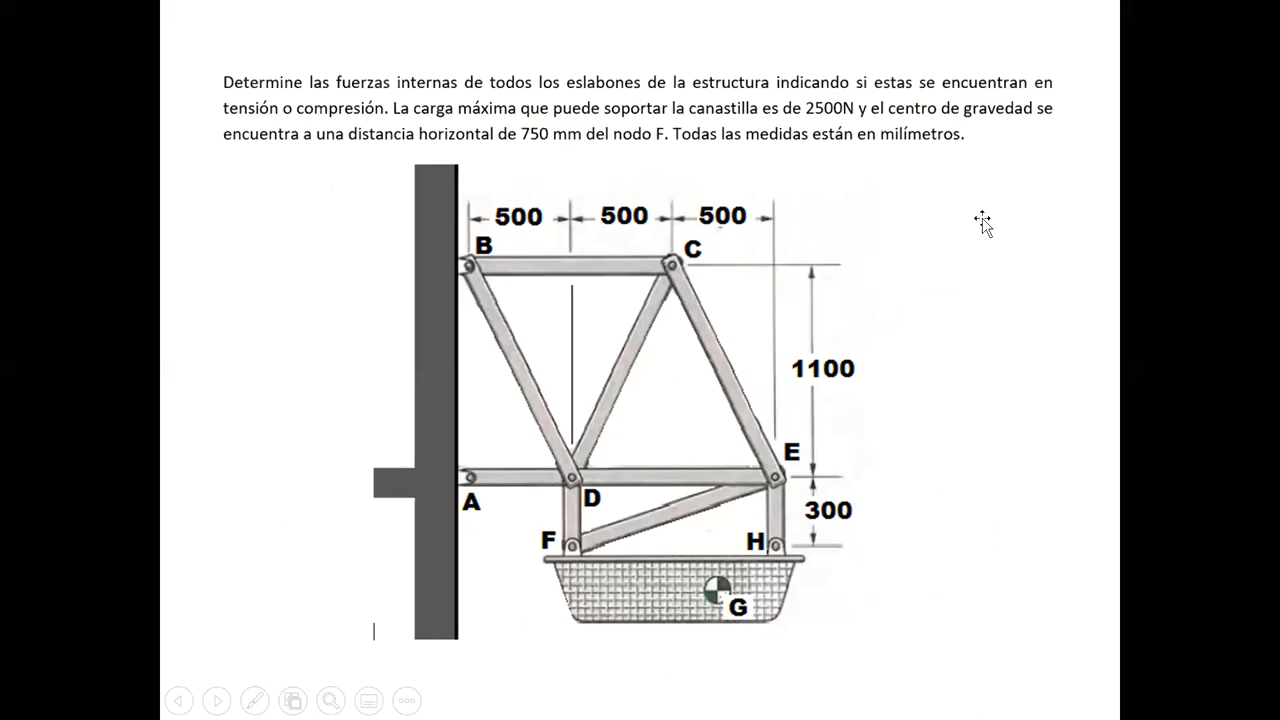 Determine las fuerzas internas de todos los eslabones de la estructura indicando si estas se encuentran en
tensión o compresión. La carga máxima que puede soportar la canastilla es de 2500N y el centro de gravedad se
encuentra a una distancia horizontal de 750 mm del nodo F. Todas las medidas están en milímetros.
500 500 500
B C
1100
E
A D
300
F H
G